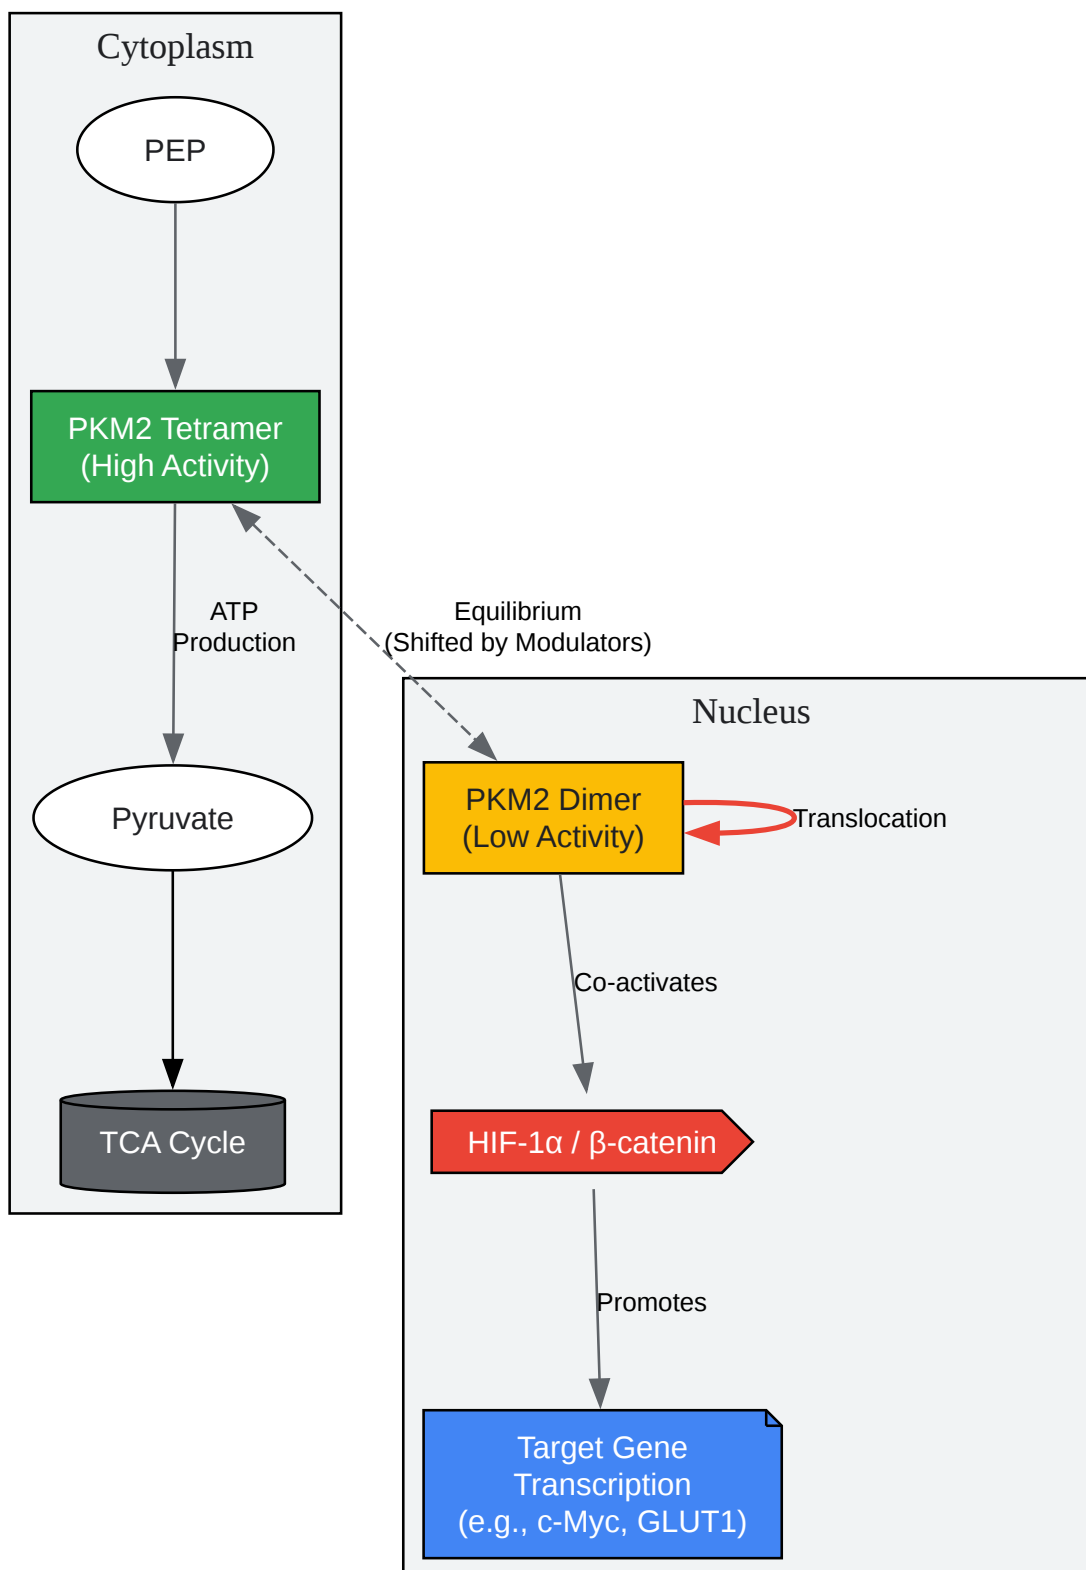 Cytoplasm
PEP
PKM2 Tetramer
(High Activity)
ATP
Production
Equilibrium
(Shifted by Modulators)
Pyruvate
TCA Cycle
Nucleus
PKM2 Dimer
(Low Activity)
Translocation
Co-activates
HIF-1α / β-catenin
Promotes
Target Gene
Transcription
(e.g., c-Myc, GLUT1)